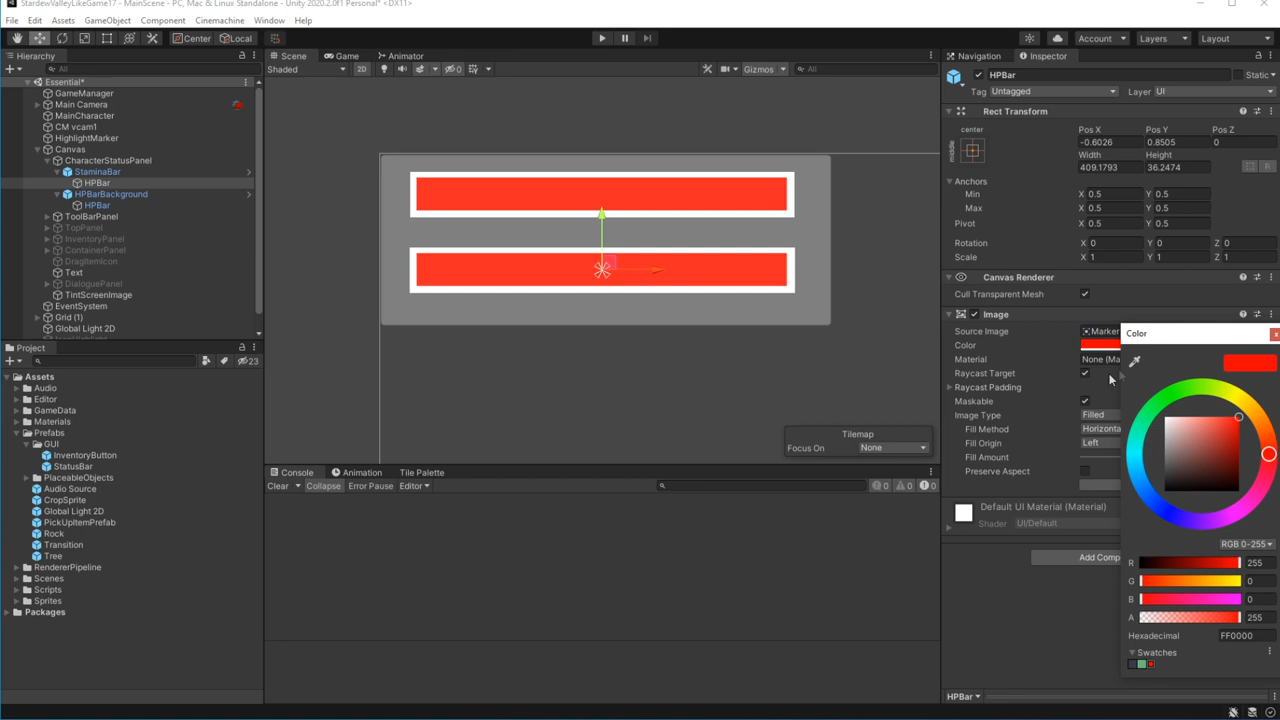 StardewValleyLikeGame17 - MainScene - PC, Mac & Linux Standalone - Unity 2020.2.0f1 Personal* <DX11>
File Edit Assets GameObject Component Cinemachine Window Help
Center Local Account Layers Layout
Hierarchy Scene Game Animator Navigation Inspector
All Shaded 2D 0 Gizmos All HPBar Static
Essential*
Tag Untagged Layer UI
GameManager
Main Camera
MainCharacter
CM vcam1
HighlightMarker
Canvas
CharacterStatusPanel
StaminaBar
HPBar
HPBarBackground
HPBar
ToolBarPanel
TopPanel
InventoryPanel
ContainerPanel
DragItemIcon
Text
DialoguePanel
TintScreenImage
EventSystem
Grid (1)
Global Light 2D
Rect Transform
center
middle
Pos X Pos Y Pos Z
-0.6026 0.8505 0
Width Height
409.1793 36.2474
R
Anchors
Min X 0.5 Y 0.5
Max X 0.5 Y 0.5
Pivot X 0.5 Y 0.5
Rotation X 0 Y 0 Z 0
Scale X 1 Y 1 Z 1
Canvas Renderer
Cull Transparent Mesh
Image
Source Image Marker
Color
Material None (Ma
Raycast Target
Raycast Padding
Maskable
Image Type Filled
Fill Method Horizonta
Fill Origin Left
Fill Amount
Preserve Aspect
Default UI Material (Material)
Shader UI/Default
Add Comp
HPBar
Color
RGB 0-255
R 255
G 0
B 0
A 255
Hexadecimal FF0000
Swatches
Tilemap
Focus On None
Project
23
Assets
Audio
Editor
GameData
Materials
Prefabs
GUI
InventoryButton
StatusBar
PlaceableObjects
Audio Source
CropSprite
Global Light 2D
PickUpItemPrefab
Rock
Transition
Tree
RenderPipeline
Scenes
Scripts
Sprites
Packages
Console Animation Tile Palette
Clear Collapse Error Pause Editor 0 0 0